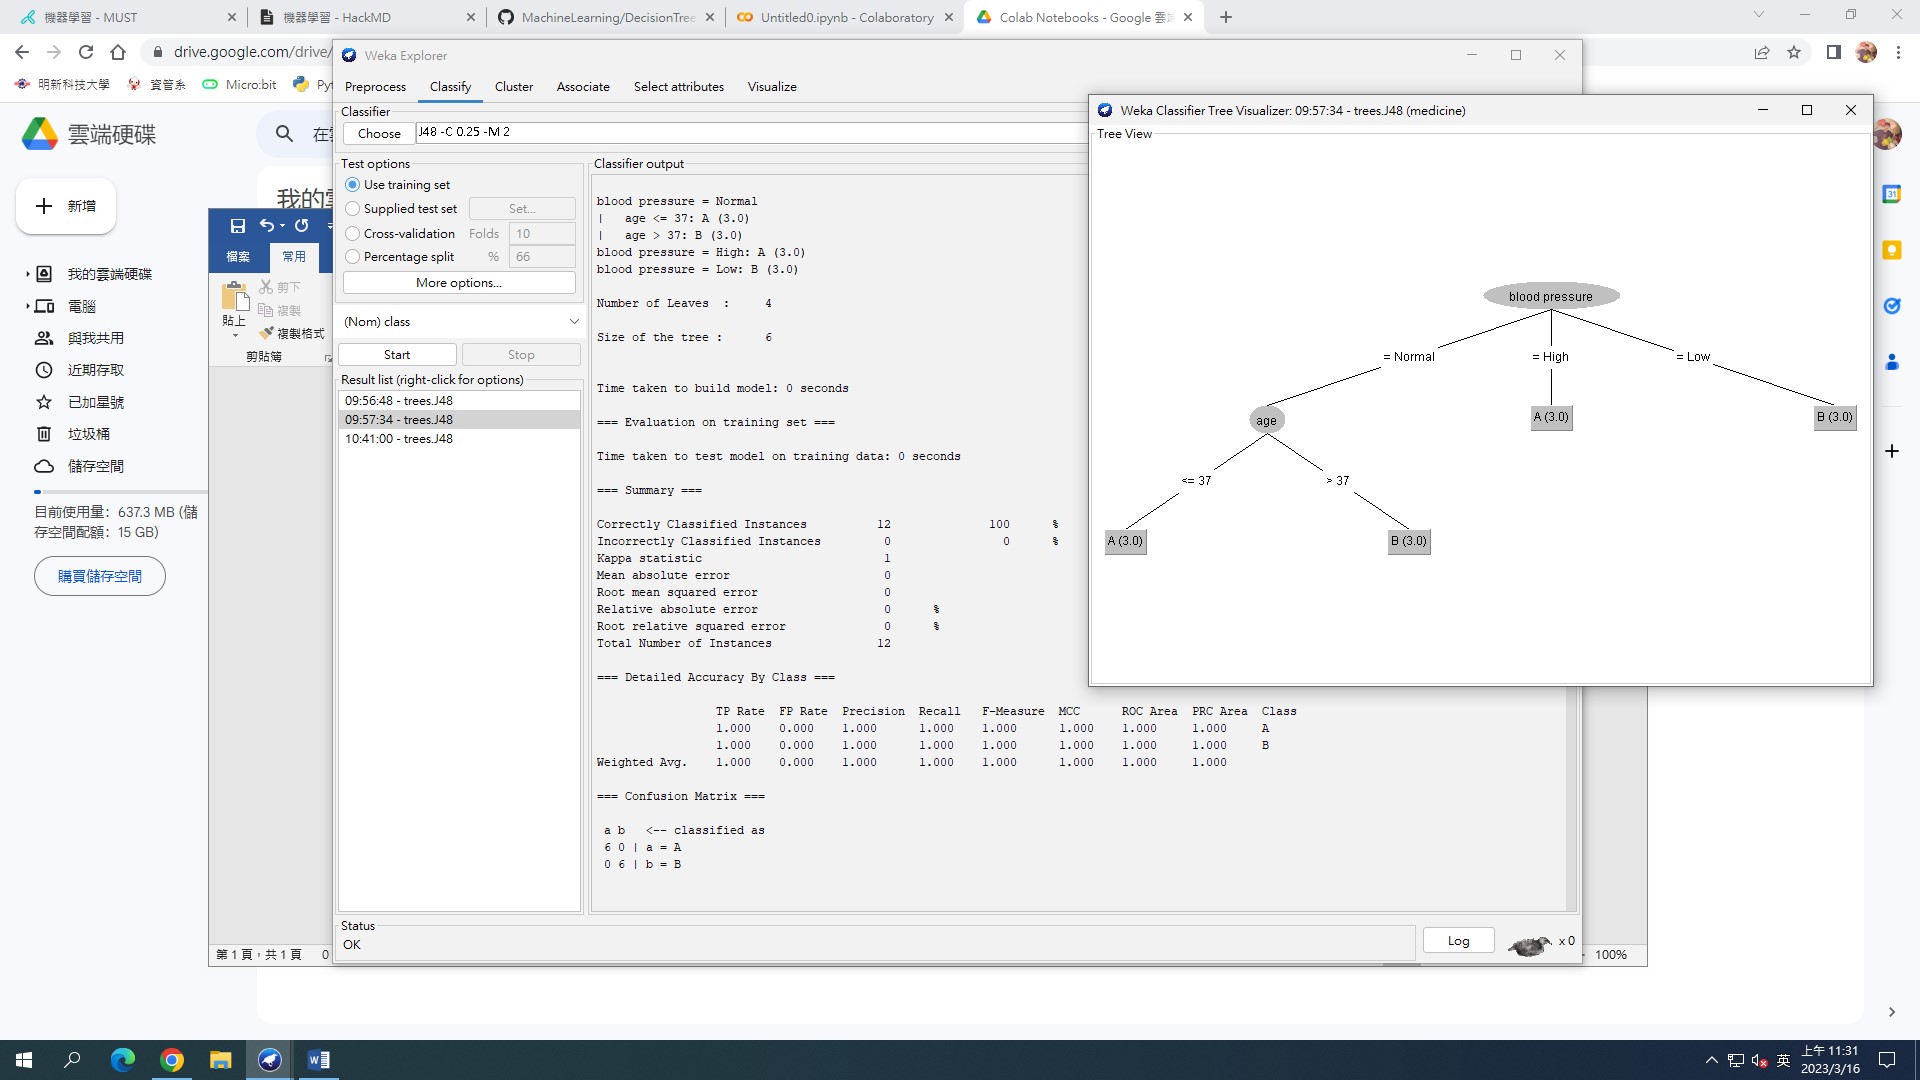 機器學習 - MUST
機器學習 - HackMD
MachineLearning/DecisionTree
Untitled0.ipynb - Colaboratory
Colab Notebooks - Google 雲端
drive.google.com/drive/
明新科技大學
資管系
Micro:bit
雲端硬碟
新增
我的雲端硬碟
電腦
與我共用
近期存取
已加星號
垃圾桶
儲存空間
目前使用量：637.3 MB (儲
存空間配額：15 GB)
購買儲存空間
檔案
常用
貼上
剪下
複製
複製格式
剪貼簿
第 1 頁，共 1 頁
0
100%
Weka Explorer
Preprocess
Classify
Cluster
Associate
Select attributes
Visualize
Classifier
Choose
J48 -C 0.25 -M 2
Test options
Use training set
Supplied test set
Set...
Cross-validation Folds 10
Percentage split % 66
More options...
(Nom) class
Start
Stop
Result list (right-click for options)
09:56:48 - trees.J48
09:57:34 - trees.J48
10:41:00 - trees.J48
Classifier output
blood pressure = Normal
| age <= 37: A (3.0)
| age > 37: B (3.0)
blood pressure = High: A (3.0)
blood pressure = Low: B (3.0)
Number of Leaves : 4
Size of the tree : 6
Time taken to build model: 0 seconds
=== Evaluation on training set ===
Time taken to test model on training data: 0 seconds
=== Summary ===
Correctly Classified Instances 12 100 %
Incorrectly Classified Instances 0 0 %
Kappa statistic 1
Mean absolute error 0
Root mean squared error 0
Relative absolute error 0 %
Root relative squared error 0 %
Total Number of Instances 12
=== Detailed Accuracy By Class ===
TP Rate FP Rate Precision Recall F-Measure MCC ROC Area PRC Area Class
1.000 0.000 1.000 1.000 1.000 1.000 1.000 1.000 A
1.000 0.000 1.000 1.000 1.000 1.000 1.000 1.000 B
Weighted Avg. 1.000 0.000 1.000 1.000 1.000 1.000 1.000 1.000
=== Confusion Matrix ===
a b <-- classified as
6 0 | a = A
0 6 | b = B
Status
OK
Log
x 0
Weka Classifier Tree Visualizer: 09:57:34 - trees.J48 (medicine)
Tree View
blood pressure
= Normal
= High
= Low
age
A (3.0)
B (3.0)
<= 37
> 37
A (3.0)
B (3.0)
31
英
上午 11:31
2023/3/16